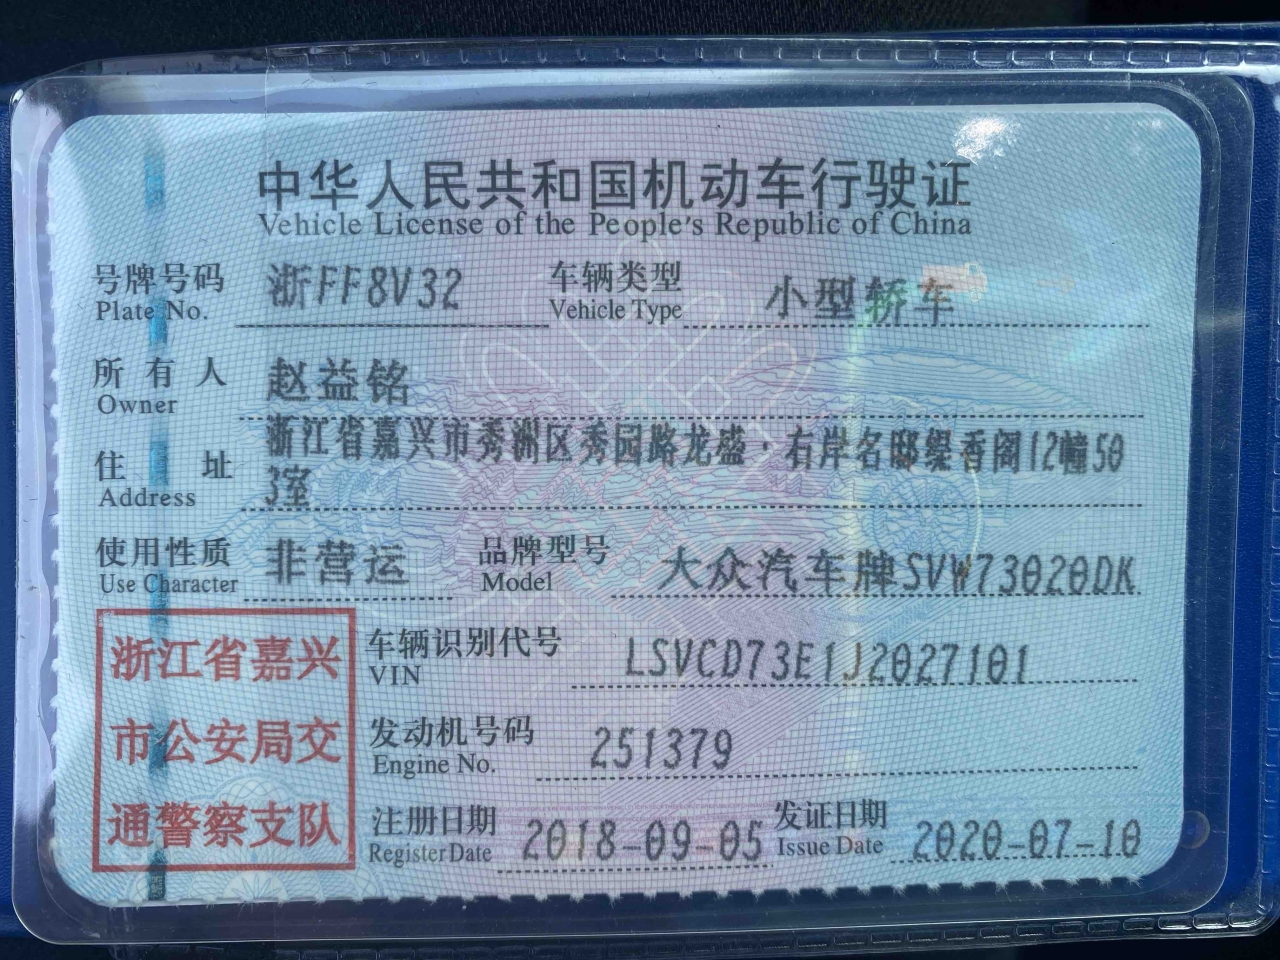 中华人民共和国机动车行驶证
Vehicle License of the People's Republic of China
号牌号码 浙FF8V32 车辆类型 小型轿车
Plate No. Vehicle Type
所有人 赵益铭
Owner
浙江省嘉兴市秀洲区秀园路龙盛·右岸名邸缇香阁12幢50
住址 3室
Address
使用性质 非营运 品牌型号 大众汽车牌SVW73020DK
Use Character Model
浙江省嘉兴
市公安局交
通警察支队
车辆识别代号 LSVCD73E1J2027101
VIN
发动机号码 251379
Engine No.
注册日期 2018-09-05 发证日期 2020-07-10
Register Date Issue Date